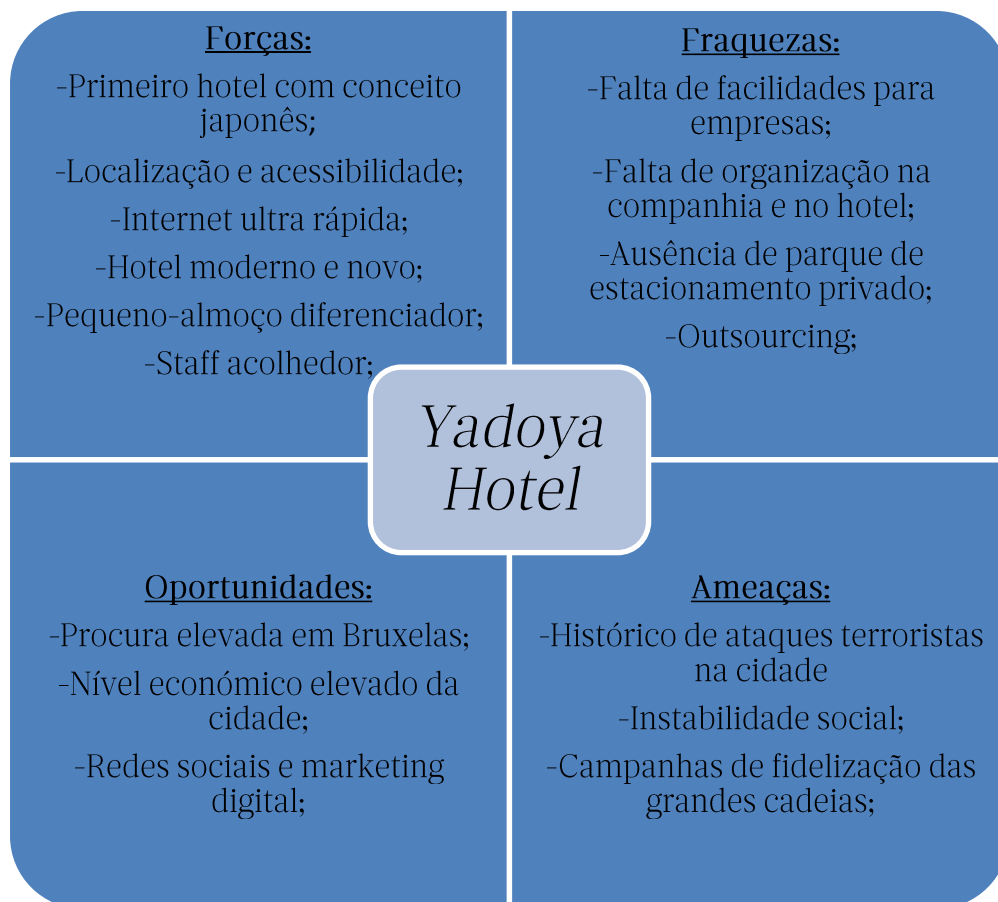 Forças:
-Primeiro hotel com conceito
japonês;
-Localização e acessibilidade;
-Internet ultra rápida;
-Hotel moderno e novo;
-Pequeno-almoço diferenciador;
-Staff acolhedor;
Fraquezas:
-Falta de facilidades para
empresas;
-Falta de organização na
companhia e no hotel;
-Ausência de parque de
estacionamento privado;
-Outsourcing;
Yadoya
Hotel
Oportunidades:
-Procura elevada em Bruxelas;
-Nível económico elevado da
cidade;
-Redes sociais e marketing
digital;
Ameaças:
-Histórico de ataques terroristas
na cidade
-Instabilidade social;
-Campanhas de fidelização das
grandes cadeias;